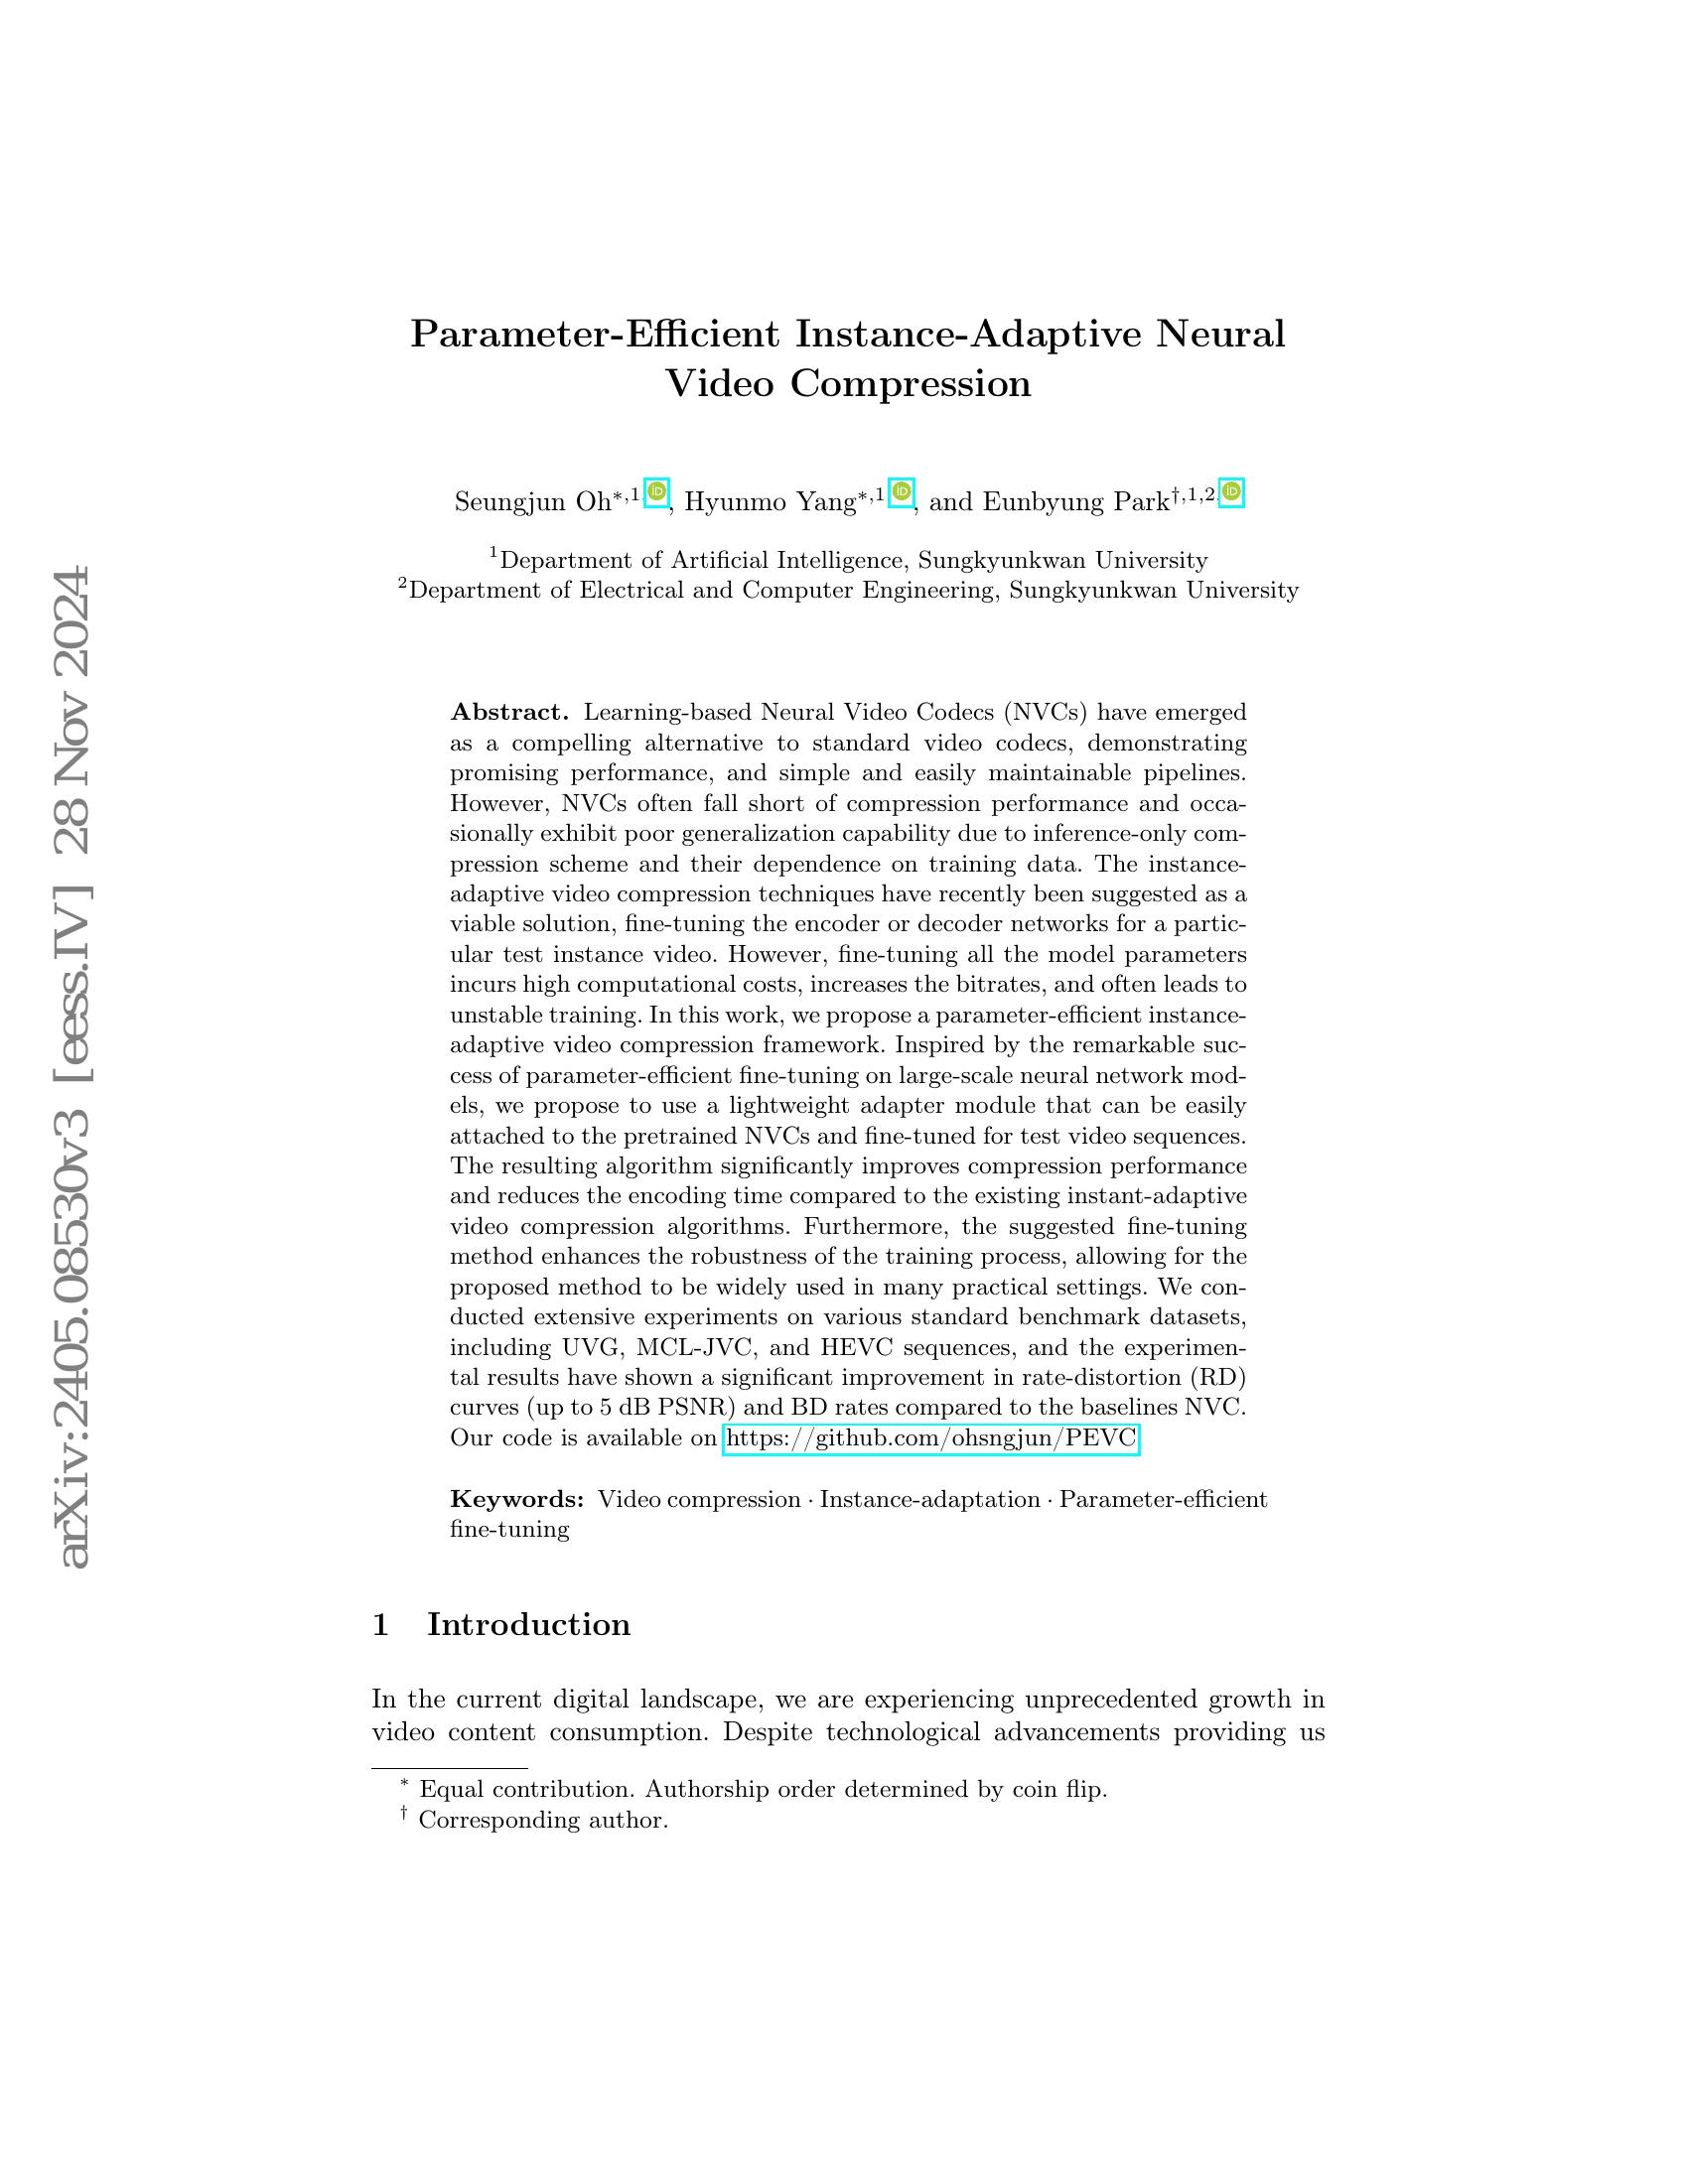 Parameter-Efficient Instance-Adaptive Neural
Video Compression
Seungjun Oh*,1, Hyunmo Yang*,1, and Eunbyung Park†,1,2
1Department of Artificial Intelligence, Sungkyunkwan University
2Department of Electrical and Computer Engineering, Sungkyunkwan University
Abstract. Learning-based Neural Video Codecs (NVCs) have emerged
as a compelling alternative to standard video codecs, demonstrating
promising performance, and simple and easily maintainable pipelines.
However, NVCs often fall short of compression performance and occa-
sionally exhibit poor generalization capability due to inference-only com-
pression scheme and their dependence on training data. The instance-
adaptive video compression techniques have recently been suggested as a
viable solution, fine-tuning the encoder or decoder networks for a partic-
ular test instance video. However, fine-tuning all the model parameters
incurs high computational costs, increases the bitrates, and often leads to
unstable training. In this work, we propose a parameter-efficient instance-
adaptive video compression framework. Inspired by the remarkable suc-
cess of parameter-efficient fine-tuning on large-scale neural network mod-
els, we propose to use a lightweight adapter module that can be easily
attached to the pretrained NVCs and fine-tuned for test video sequences.
The resulting algorithm significantly improves compression performance
and reduces the encoding time compared to the existing instant-adaptive
video compression algorithms. Furthermore, the suggested fine-tuning
method enhances the robustness of the training process, allowing for the
proposed method to be widely used in many practical settings. We con-
ducted extensive experiments on various standard benchmark datasets,
including UVG, MCL-JVC, and HEVC sequences, and the experimen-
tal results have shown a significant improvement in rate-distortion (RD)
curves (up to 5 dB PSNR) and BD rates compared to the baselines NVC.
Our code is available on https://github.com/ohsngjun/PEVC
Keywords: Video compression · Instance-adaptation · Parameter-efficient
fine-tuning
1 Introduction
In the current digital landscape, we are experiencing unprecedented growth in
video content consumption. Despite technological advancements providing us
* Equal contribution. Authorship order determined by coin flip.
† Corresponding author.
arXiv:2405.08530v3 [eess.IV] 28 Nov 2024